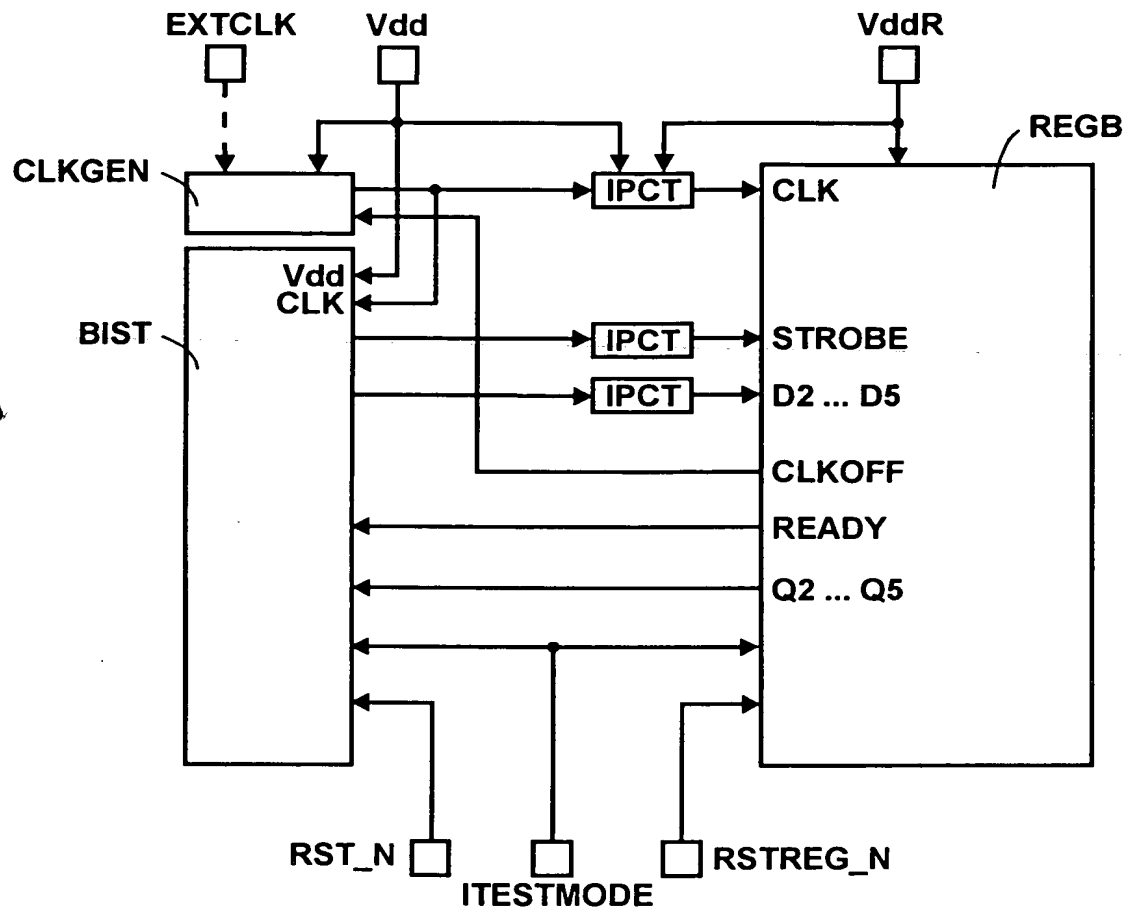 EXTCLK
Vdd
VddR
REGB
CLKGEN
IPCT
CLK
Vdd
CLK
BIST
IPCT
STROBE
IPCT
D2 ... D5
CLKOFF
READY
Q2 ... Q5
RST_N
ITESTMODE
RSTREG_N